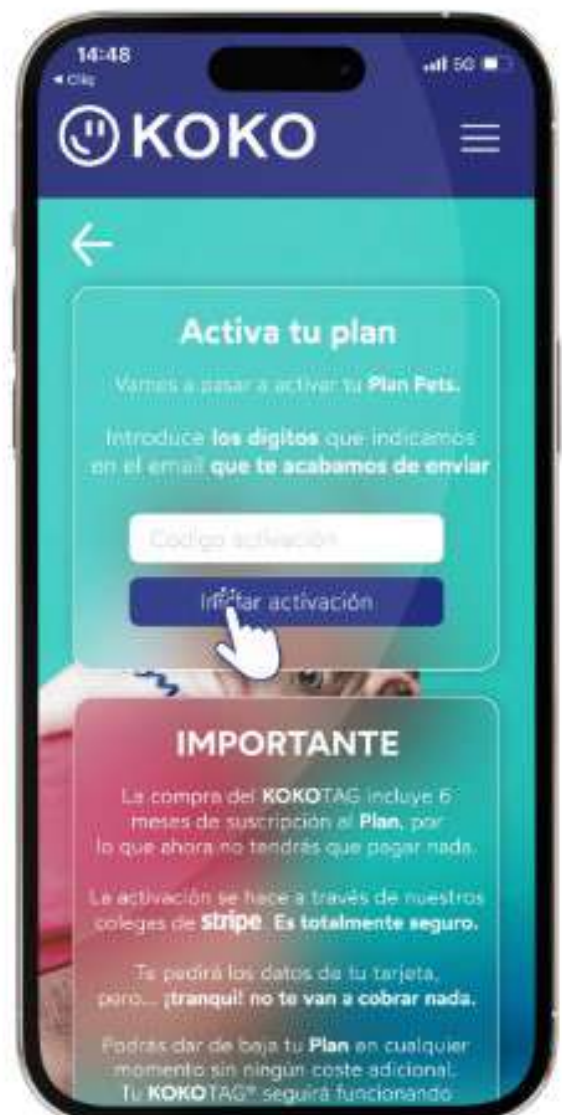 14:48
5G
KOKO
Activa tu plan
Vamos a pasar a activar tu Plan Pets.
Introduce los dígitos que indicamos
en el email que te acabamos de enviar
Código activación
Iniciar activación
IMPORTANTE
La compra del KOKOTAG incluye 6
meses de suscripción al Plan, por
lo que ahora no tendrás que pagar nada.
La activación se hace a través de nuestros
colegas de stripe. Es totalmente seguro.
Te pedirá los datos de tu tarjeta,
pero... ¡tranqui! no te van a cobrar nada.
Podrás dar de baja tu Plan en cualquier
momento sin ningún coste adicional.
Tu KOKOTAG® seguirá funcionando